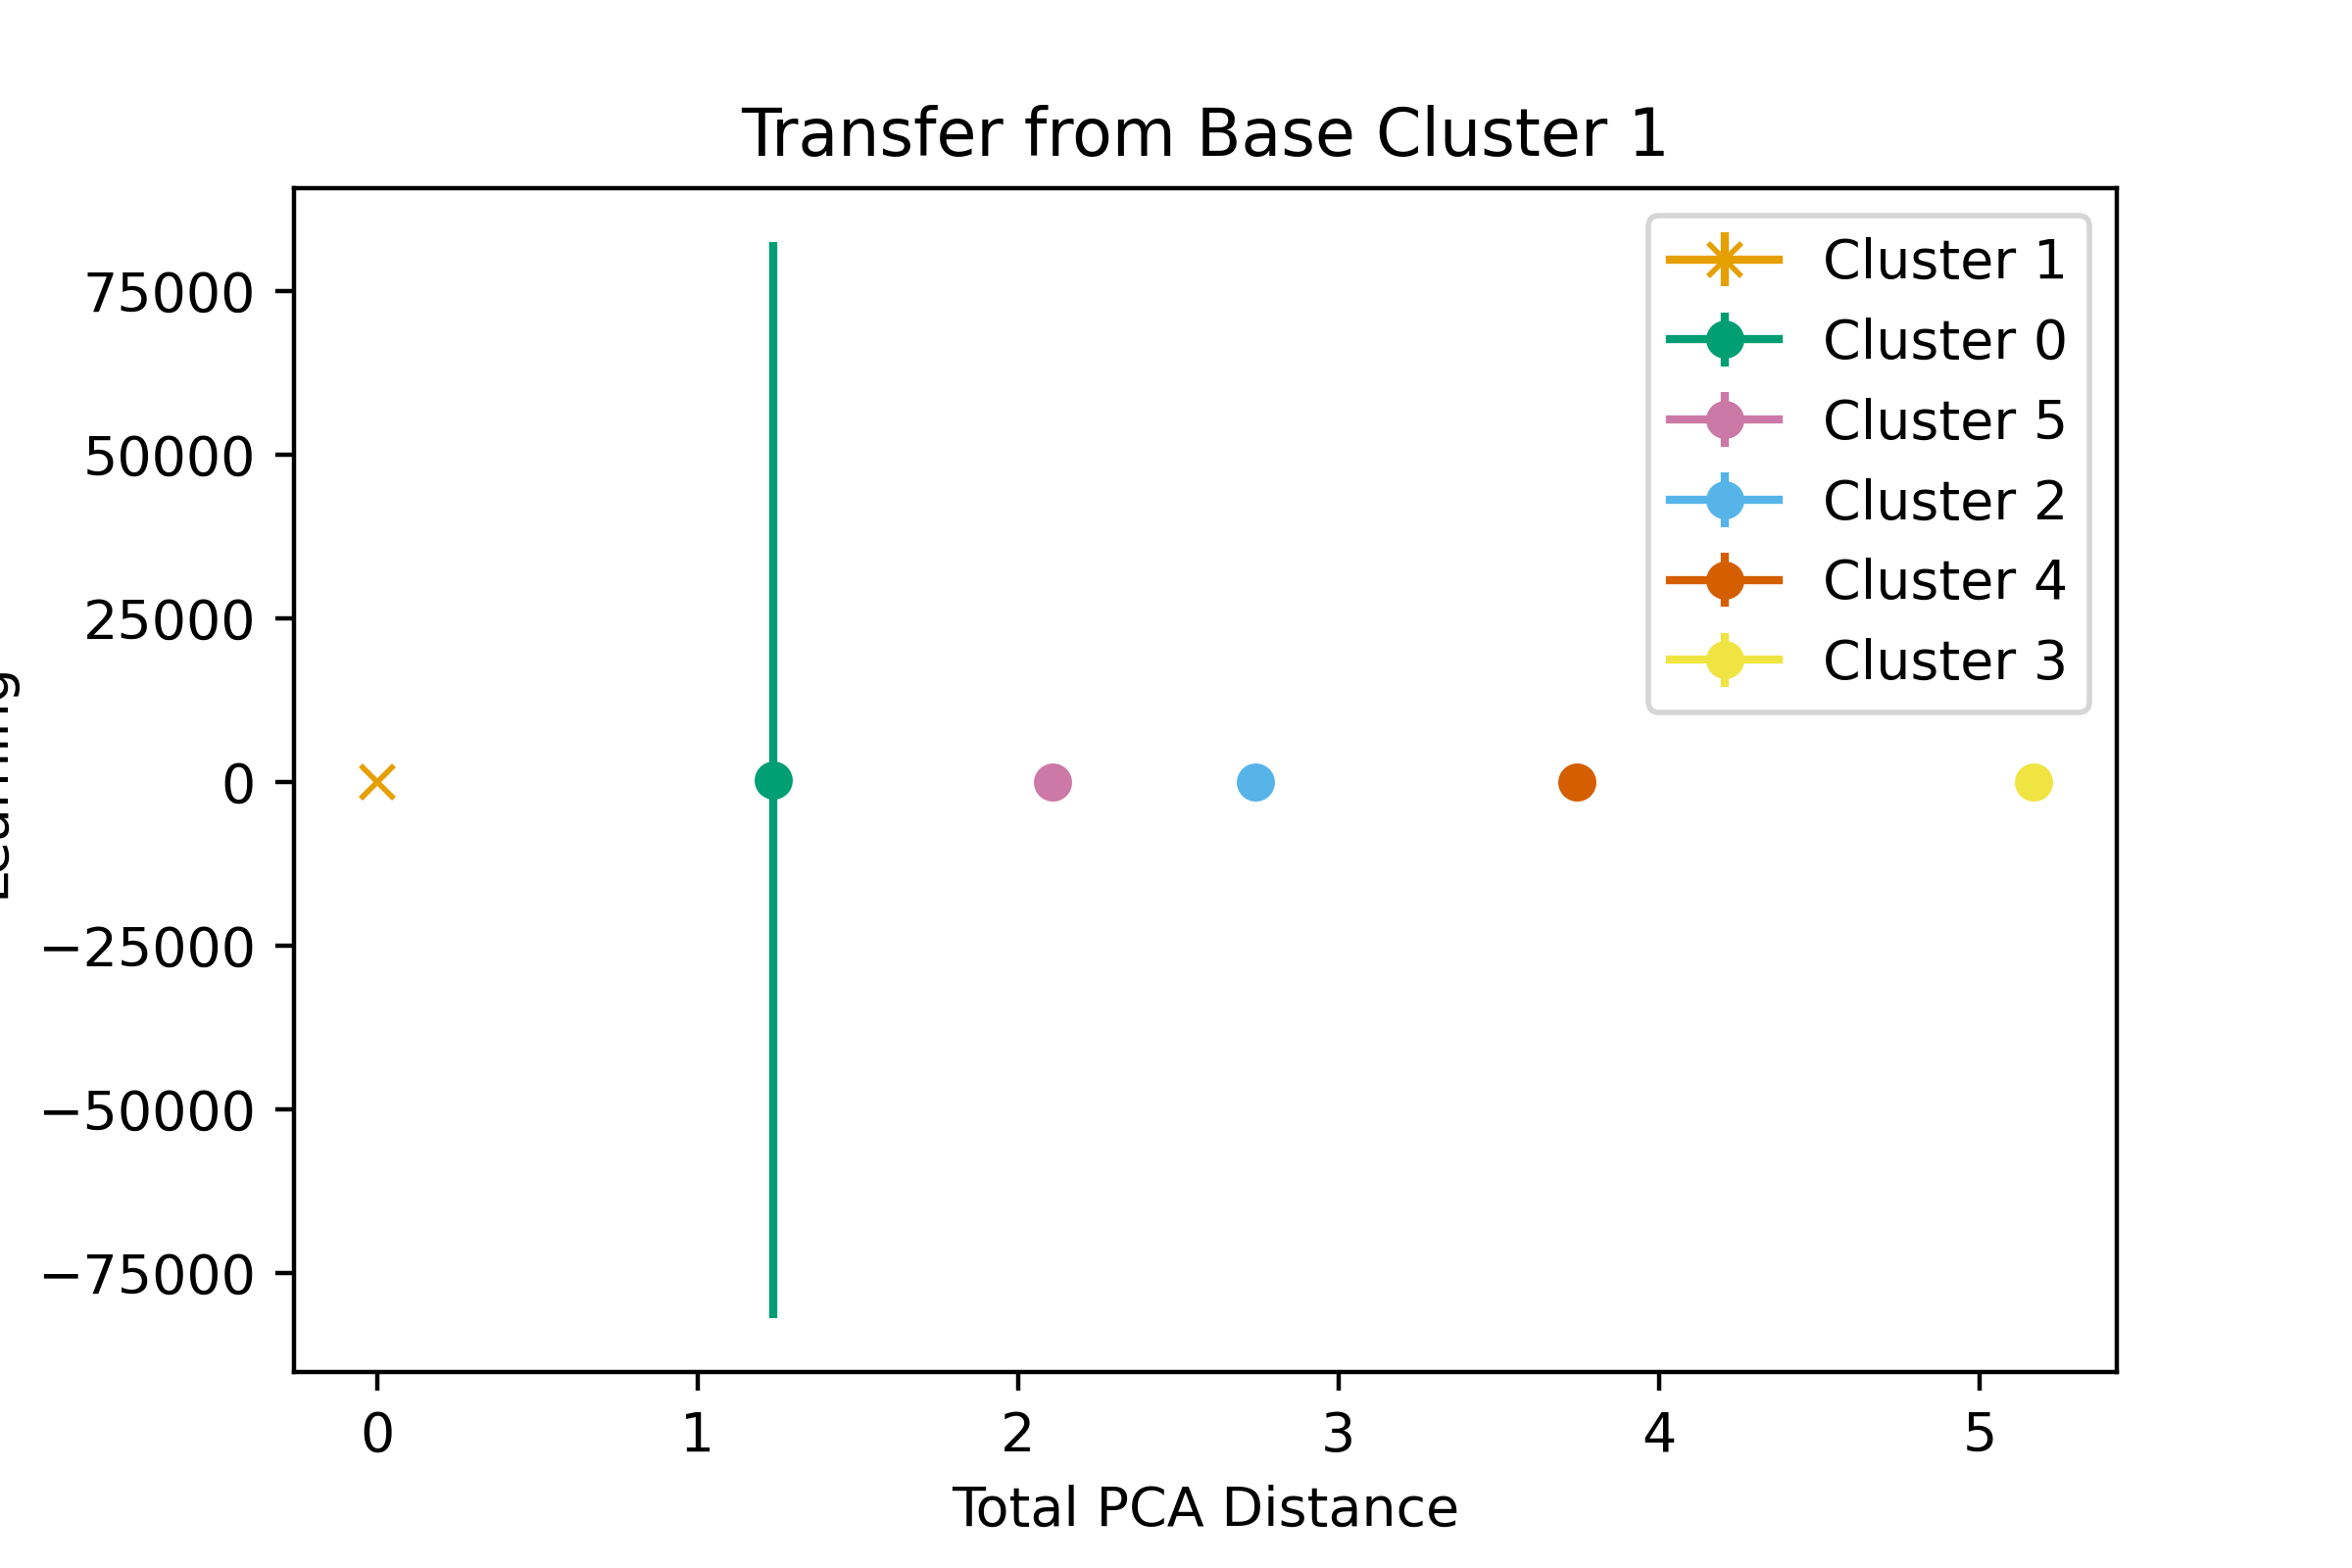 Transfer from Base Cluster 1
75000
50000
25000
0
−25000
−50000
−75000
Cluster 1
Cluster 0
Cluster 5
Cluster 2
Cluster 4
Cluster 3
0 1 2 3 4 5
Total PCA Distance